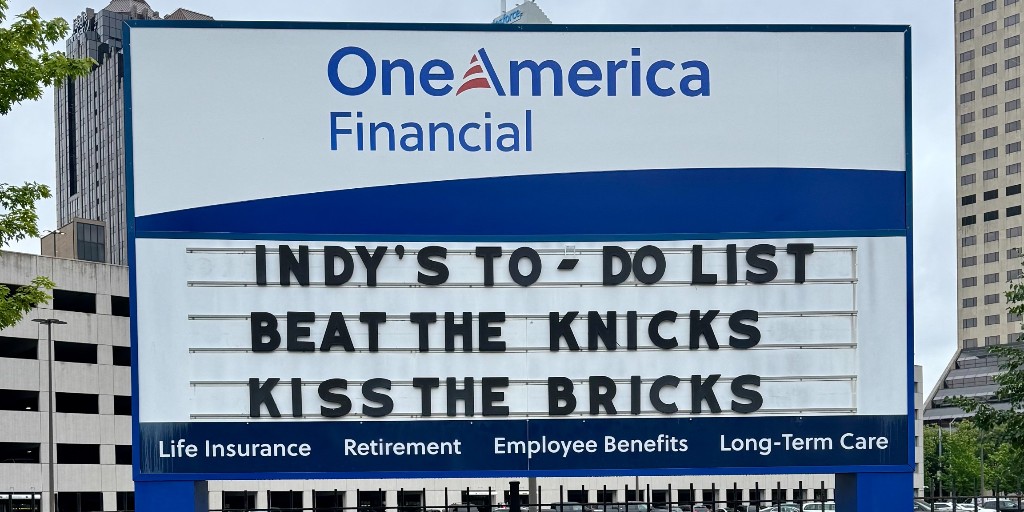 OneAmerica
Financial
INDY'S TO-DO LIST
BEAT THE KNICKS
KISS THE BRICKS
Life Insurance Retirement Employee Benefits Long-Term Care